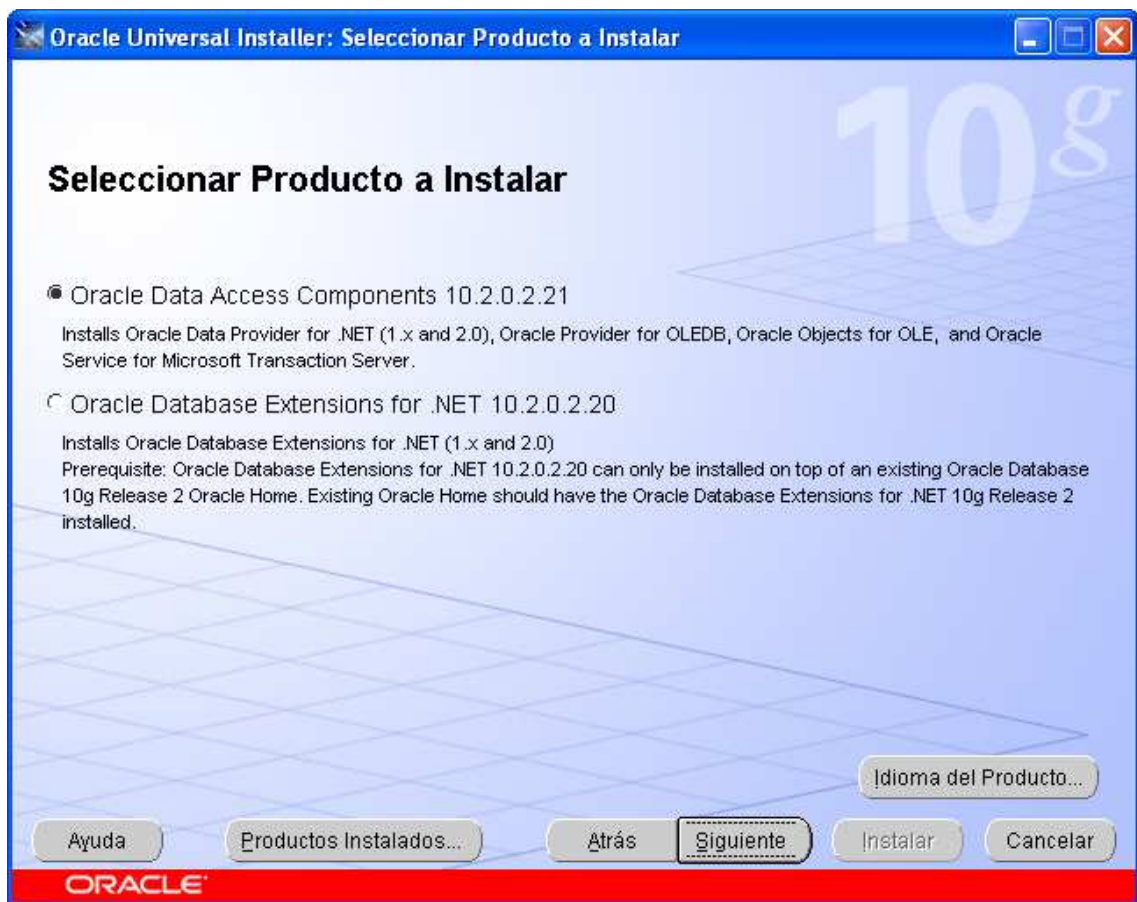 Oracle Universal Installer: Seleccionar Producto a Instalar
10g
Seleccionar Producto a Instalar
Oracle Data Access Components 10.2.0.2.21
Installs Oracle Data Provider for .NET (1.x and 2.0), Oracle Provider for OLEDB, Oracle Objects for OLE, and Oracle
Service for Microsoft Transaction Server.
Oracle Database Extensions for .NET 10.2.0.2.20
Installs Oracle Database Extensions for .NET (1.x and 2.0)
Prerequisite: Oracle Database Extensions for .NET 10.2.0.2.20 can only be installed on top of an existing Oracle Database
10g Release 2 Oracle Home. Existing Oracle Home should have the Oracle Database Extensions for .NET 10g Release 2
installed.
Idioma del Producto...
Ayuda Productos Instalados... Atrás Siguiente Instalar Cancelar
ORACLE